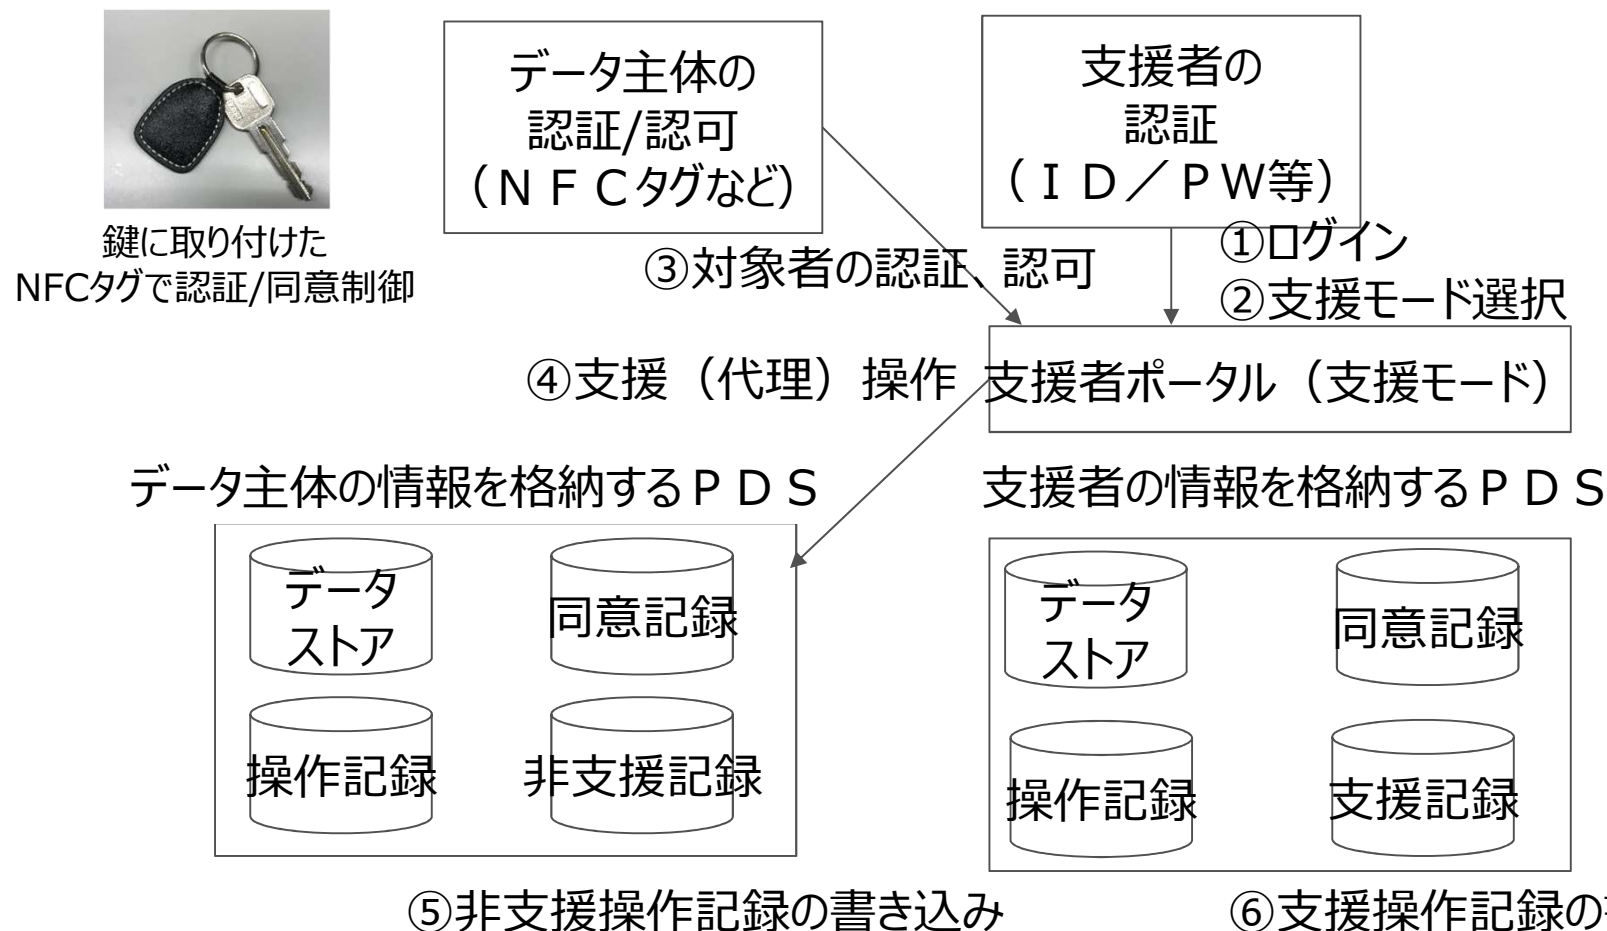 データ主体の
認証/認可
（ＮＦＣタグなど）
支援者の
認証
（ＩＤ／ＰＷ等）
鍵に取り付けた
NFCタグで認証/同意制御
①ログイン
②支援モード選択
③対象者の認証、認可
④支援（代理）操作
支援者ポータル（支援モード）
データ主体の情報を格納するＰＤＳ
支援者の情報を格納するＰＤＳ
データ
ストア
同意記録
操作記録
非支援記録
データ
ストア
同意記録
操作記録
支援記録
⑤非支援操作記録の書き込み
⑥支援操作記録の